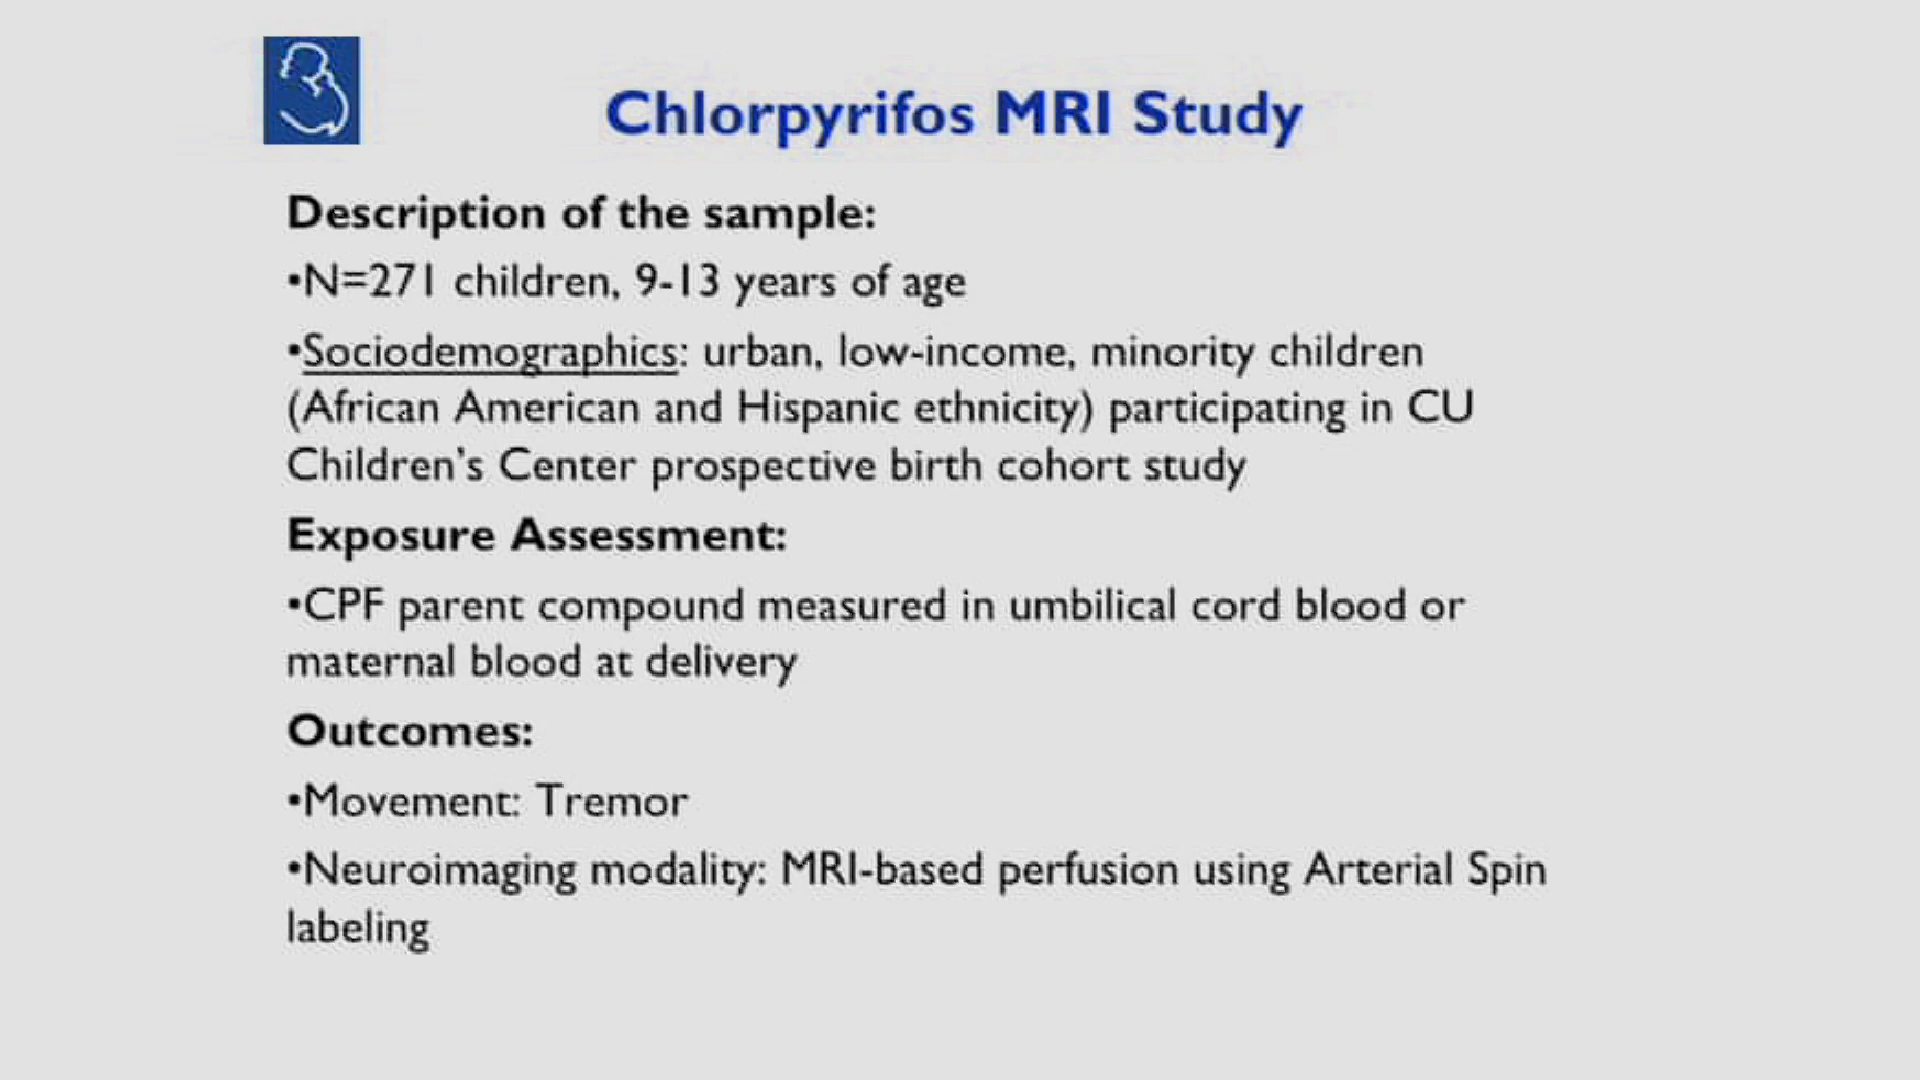 Chlorpyrifos MRI Study
Description of the sample:
•N=271 children, 9-13 years of age
•Sociodemographics: urban, low-income, minority children
(African American and Hispanic ethnicity) participating in CU
Children's Center prospective birth cohort study
Exposure Assessment:
•CPF parent compound measured in umbilical cord blood or
maternal blood at delivery
Outcomes:
•Movement: Tremor
•Neuroimaging modality: MRI-based perfusion using Arterial Spin
labeling